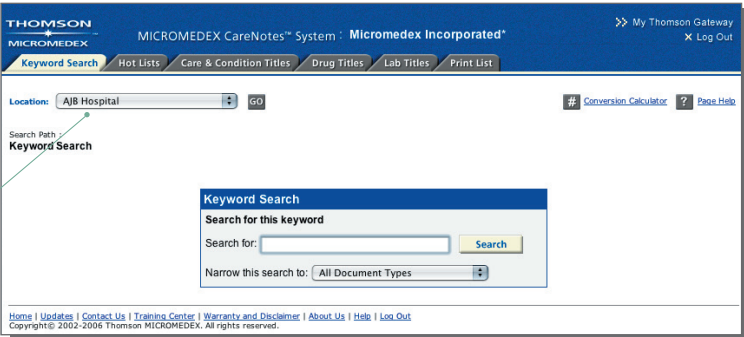 THOMSON
MICROMEDEX
MICROMEDEX CareNotes™ System : Micromedex Incorporated*
>> My Thomson Gateway
× Log Out
Keyword Search Hot Lists Care & Condition Titles Drug Titles Lab Titles Print List
Location: AJB Hospital GO # Conversion Calculator ? Page Help
Search Path :
Keyword Search
Keyword Search
Search for this keyword
Search for: Search
Narrow this search to: All Document Types
Home | Updates | Contact Us | Training Center | Warranty and Disclaimer | About Us | Help | Log Out
Copyright© 2002-2006 Thomson MICROMEDEX. All rights reserved.